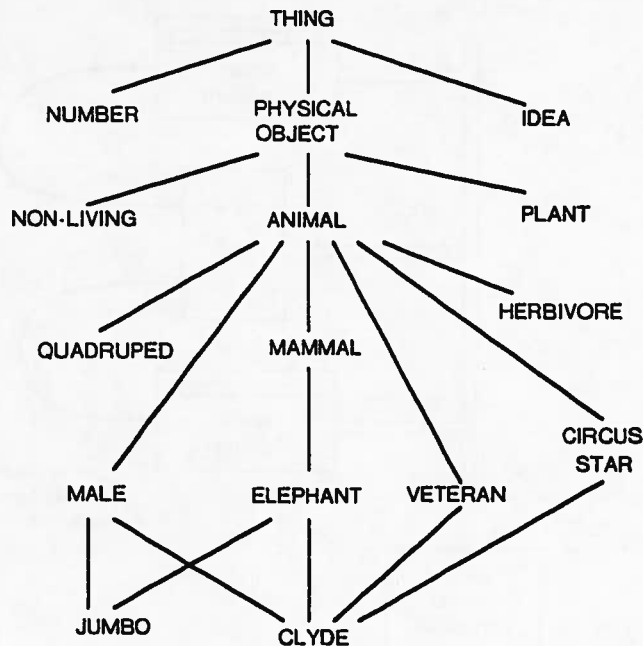 THING
NUMBER
PHYSICAL
OBJECT
IDEA
NON-LIVING
ANIMAL
PLANT
QUADRUPED
MAMMAL
HERBIVORE
CIRCUS
STAR
MALE
ELEPHANT
VETERAN
JUMBO
CLYDE